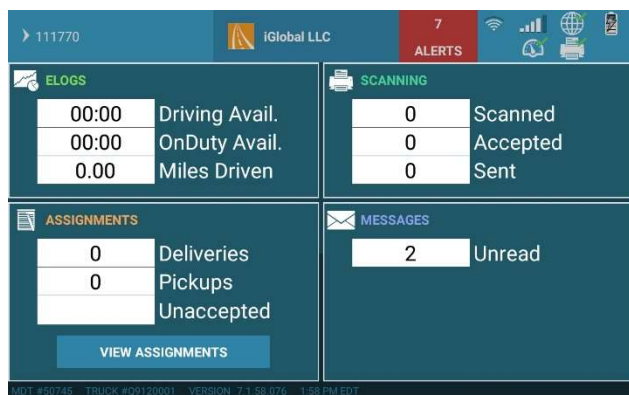 111770
iGlobal LLC
7
ALERTS
ELOGS
00:00 Driving Avail.
00:00 OnDuty Avail.
0.00 Miles Driven
SCANNING
0 Scanned
0 Accepted
0 Sent
ASSIGNMENTS
0 Deliveries
0 Pickups
Unaccepted
VIEW ASSIGNMENTS
MESSAGES
2 Unread
MDT #50745 TRUCK #Q9120001 VERSION 7.1.58.076 1:58 PM EDT